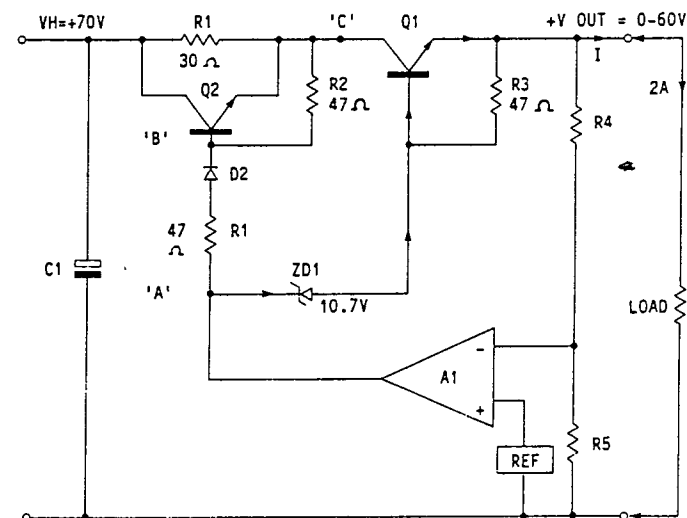 VH=+70V
R1
'C'
Q1
+V OUT = 0-60V
30 Ω
I
Q2
R2
47 Ω
R3
47 Ω
2A
R4
'B'
D2
47
Ω
R1
C1
ZD1
'A'
10.7V
LOAD
-
A1
+
R5
REF